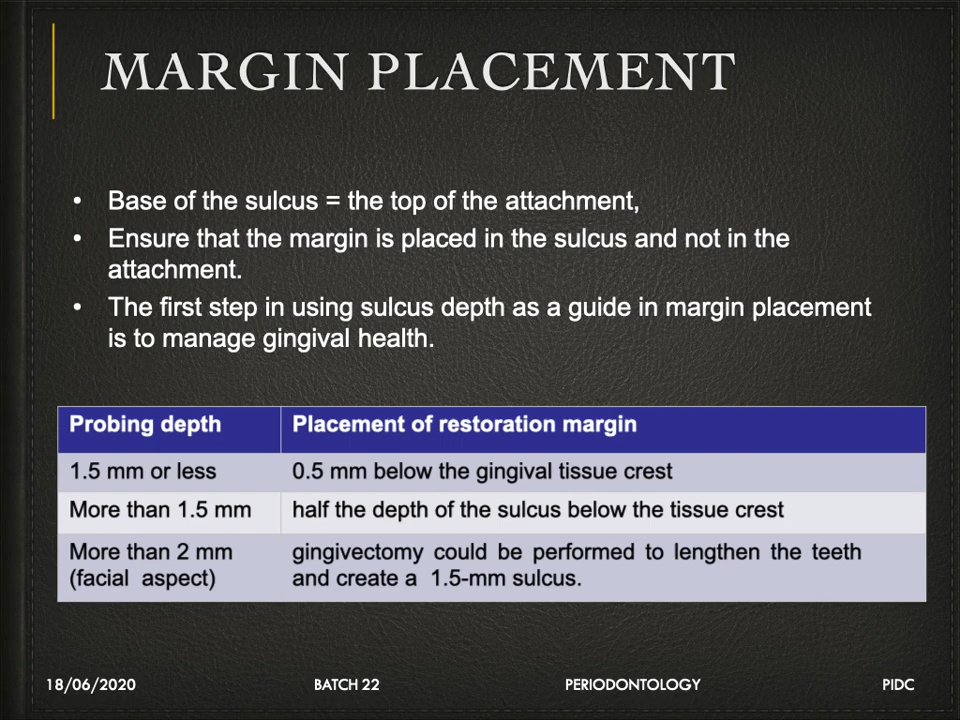 MARGIN PLACEMENT
• Base of the sulcus = the top of the attachment,
• Ensure that the margin is placed in the sulcus and not in the
attachment.
• The first step in using sulcus depth as a guide in margin placement
is to manage gingival health.
Probing depth Placement of restoration margin
1.5 mm or less 0.5 mm below the gingival tissue crest
More than 1.5 mm half the depth of the sulcus below the tissue crest
More than 2 mm gingivectomy could be performed to lengthen the teeth
(facial aspect) and create a 1.5-mm sulcus.
18/06/2020 BATCH 22 PERIODONTOLOGY PIDC